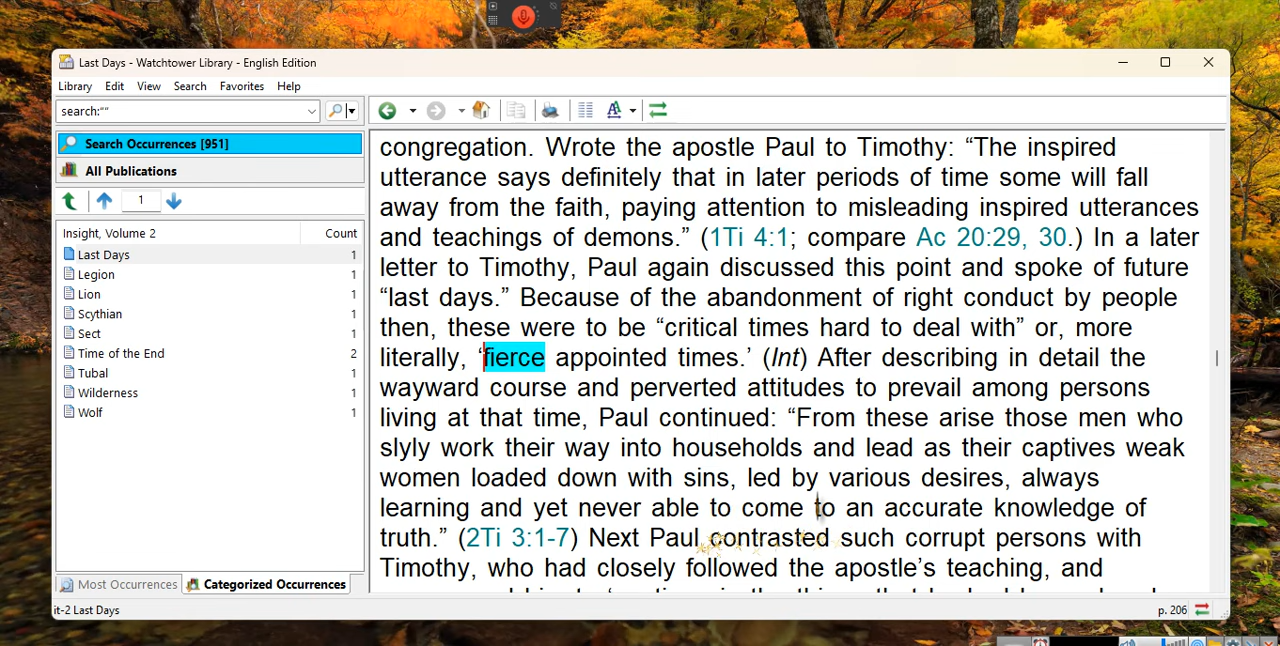 Last Days - Watchtower Library - English Edition
Library Edit View Search Favorites Help
search:""
Search Occurrences [951]
All Publications
1
Insight, Volume 2 Count
Last Days 1
Legion 1
Lion 1
Scythian 1
Sect 1
Time of the End 2
Tubal 1
Wilderness 1
Wolf 1
Most Occurrences Categorized Occurrences
congregation. Wrote the apostle Paul to Timothy: “The inspired
utterance says definitely that in later periods of time some will fall
away from the faith, paying attention to misleading inspired utterances
and teachings of demons.” (1Ti 4:1; compare Ac 20:29, 30.) In a later
letter to Timothy, Paul again discussed this point and spoke of future
“last days.” Because of the abandonment of right conduct by people
then, these were to be “critical times hard to deal with” or, more
literally, ‘fierce appointed times.’ (Int) After describing in detail the
wayward course and perverted attitudes to prevail among persons
living at that time, Paul continued: “From these arise those men who
slyly work their way into households and lead as their captives weak
women loaded down with sins, led by various desires, always
learning and yet never able to come to an accurate knowledge of
truth.” (2Ti 3:1-7) Next Paul contrasted such corrupt persons with
Timothy, who had closely followed the apostle’s teaching, and
it-2 Last Days p. 206